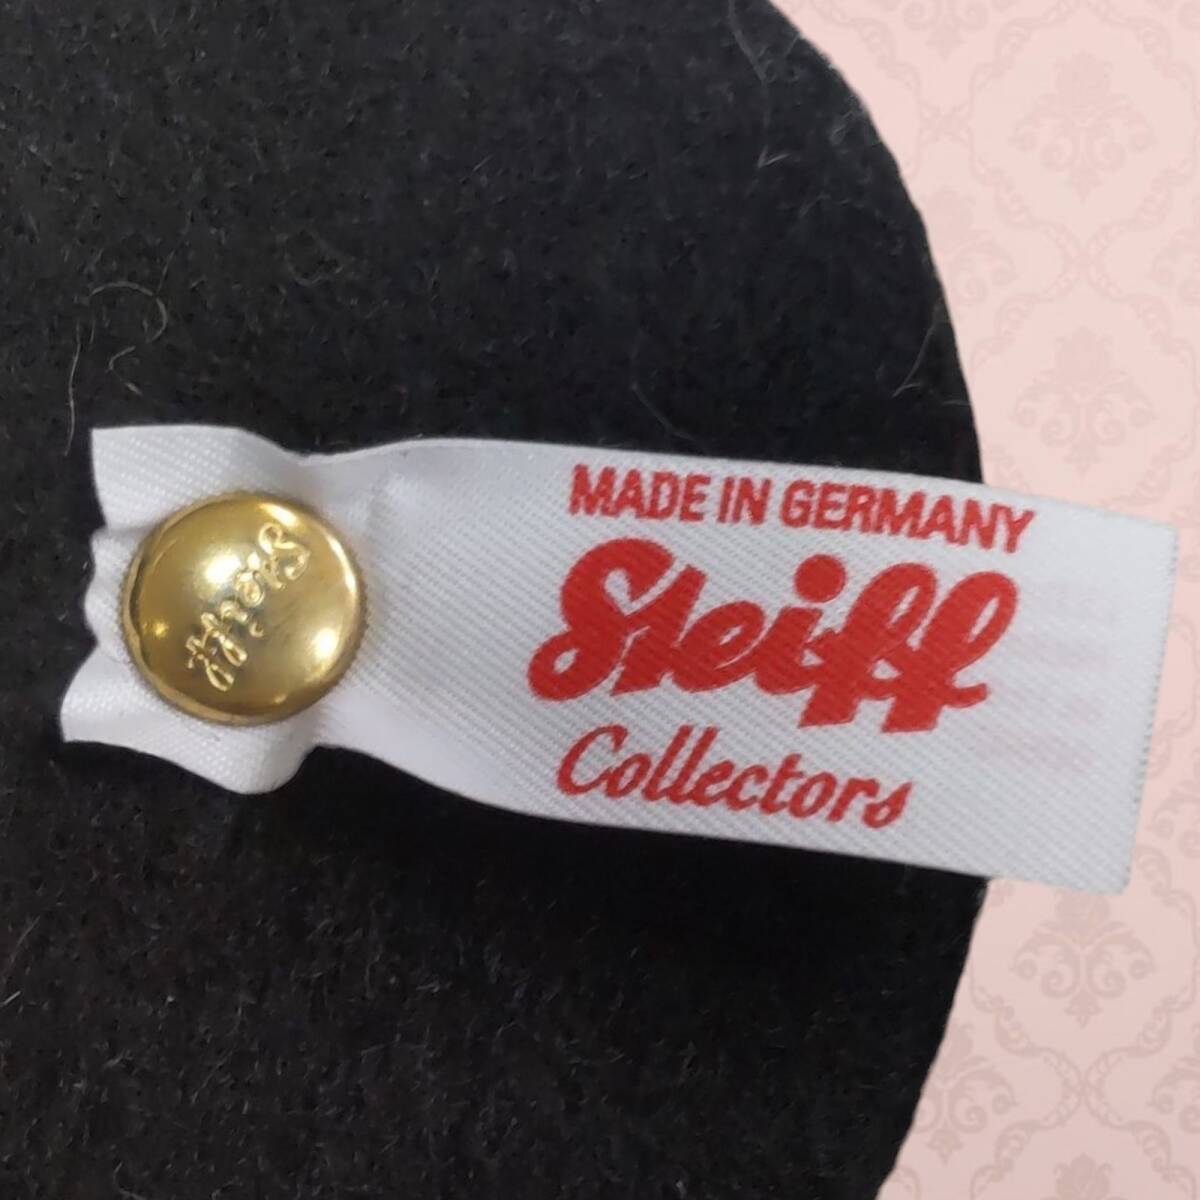 MADE IN GERMANY
Steiff
Collectors
Steiff